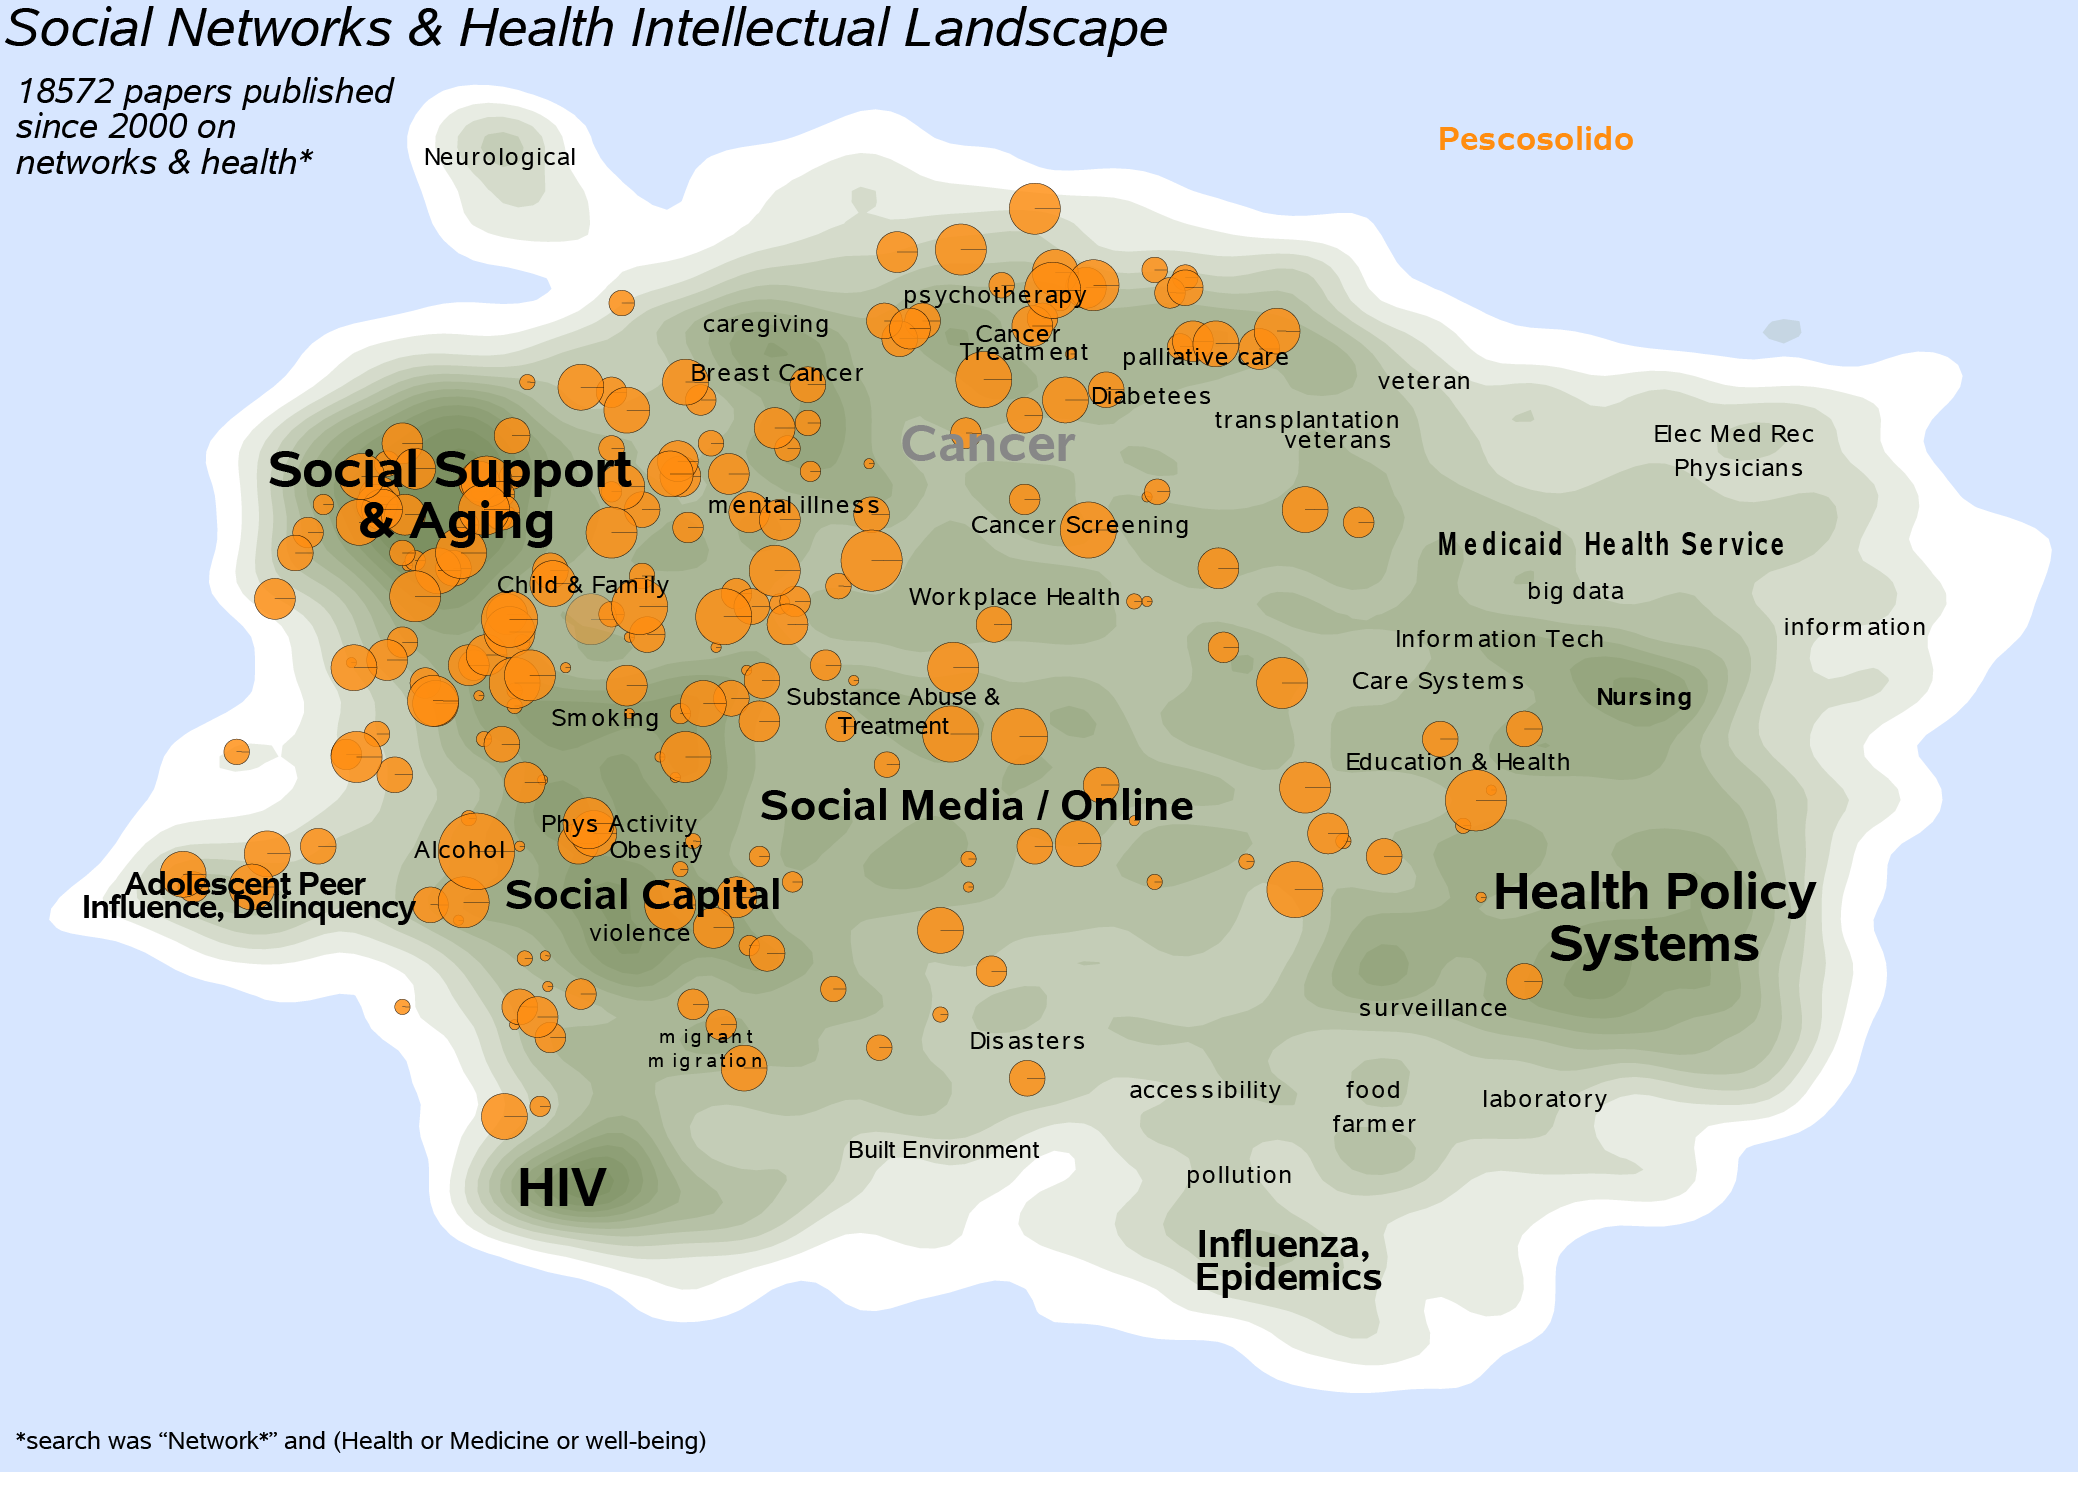 Social Networks & Health Intellectual Landscape
18572 papers published
since 2000 on
networks & health*
Pescosolido
Neurological
psychotherapy
caregiving
Cancer
Treatment
palliative care
Breast Cancer
veteran
Diabetees
transplantation
veterans
Cancer
Elec Med Rec
Physicians
Social Support
& Aging
mental illness
Cancer Screening
Medicaid Health Service
Child & Family
big data
Workplace Health
information
Information Tech
Care Systems
Nursing
Substance Abuse &
Treatment
Smoking
Education & Health
Social Media / Online
Phys Activity
Alcohol
Obesity
Adolescent Peer
Influence, Delinquency
Social Capital
Health Policy
Systems
violence
surveillance
migrant
migration
Disasters
accessibility
food
farmer
laboratory
Built Environment
pollution
HIV
Influenza,
Epidemics
*search was “Network*” and (Health or Medicine or well-being)